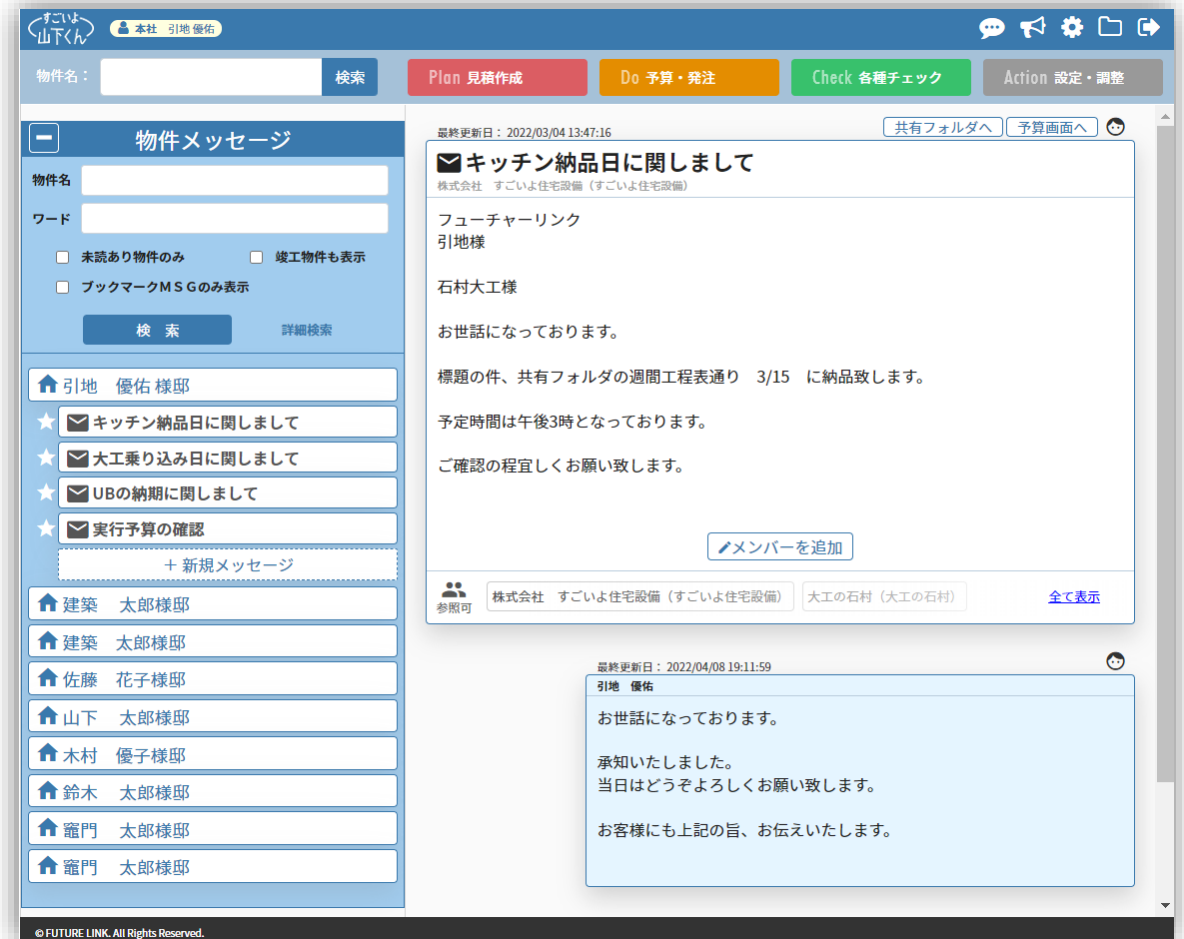 すごいよ
山下くん
本社 引地 優佑
物件名：
検索
Plan 見積作成
Do 予算・発注
Check 各種チェック
Action 設定・調整
物件メッセージ
物件名
ワード
未読あり物件のみ
竣工物件も表示
ブックマークＭＳＧのみ表示
検　索
詳細検索
引地　優佑 様邸
キッチン納品日に関しまして
大工乗り込み日に関しまして
UBの納期に関しまして
実行予算の確認
＋ 新規メッセージ
建築　太郎様邸
建築　太郎様邸
佐藤　花子様邸
山下　太郎様邸
木村　優子様邸
鈴木　太郎様邸
竈門　太郎様邸
竈門　太郎様邸
最終更新日： 2022/03/04 13:47:16
共有フォルダへ
予算画面へ
キッチン納品日に関しまして
株式会社　すごいよ住宅設備（すごいよ住宅設備）
フューチャーリンク
引地様
石村大工様
お世話になっております。
標題の件、共有フォルダの週間工程表通り　3/15　に納品致します。
予定時間は午後3時となっております。
ご確認の程宜しくお願い致します。
メンバーを追加
参照可
株式会社　すごいよ住宅設備（すごいよ住宅設備）
大工の石村（大工の石村）
全て表示
最終更新日： 2022/04/08 19:11:59
引地　優佑
お世話になっております。
承知いたしました。
当日はどうぞよろしくお願い致します。
お客様にも上記の旨、お伝えいたします。
© FUTURE LINK. All Rights Reserved.